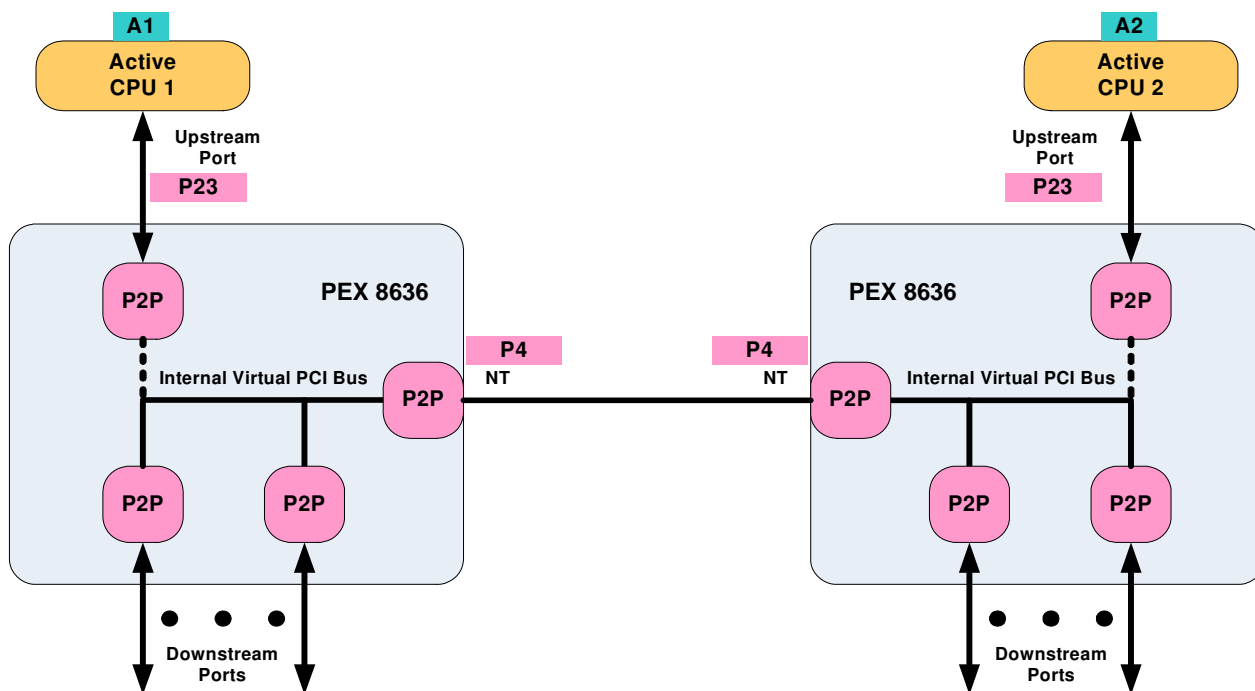 A1
Active
CPU 1
A2
Active
CPU 2
Upstream
Port
P23
Upstream
Port
P23
P2P
PEX 8636
PEX 8636
P2P
P4
NT
P4
NT
Internal Virtual PCI Bus
P2P
P2P
Internal Virtual PCI Bus
P2P
P2P
P2P
P2P
Downstream
Ports
Downstream
Ports